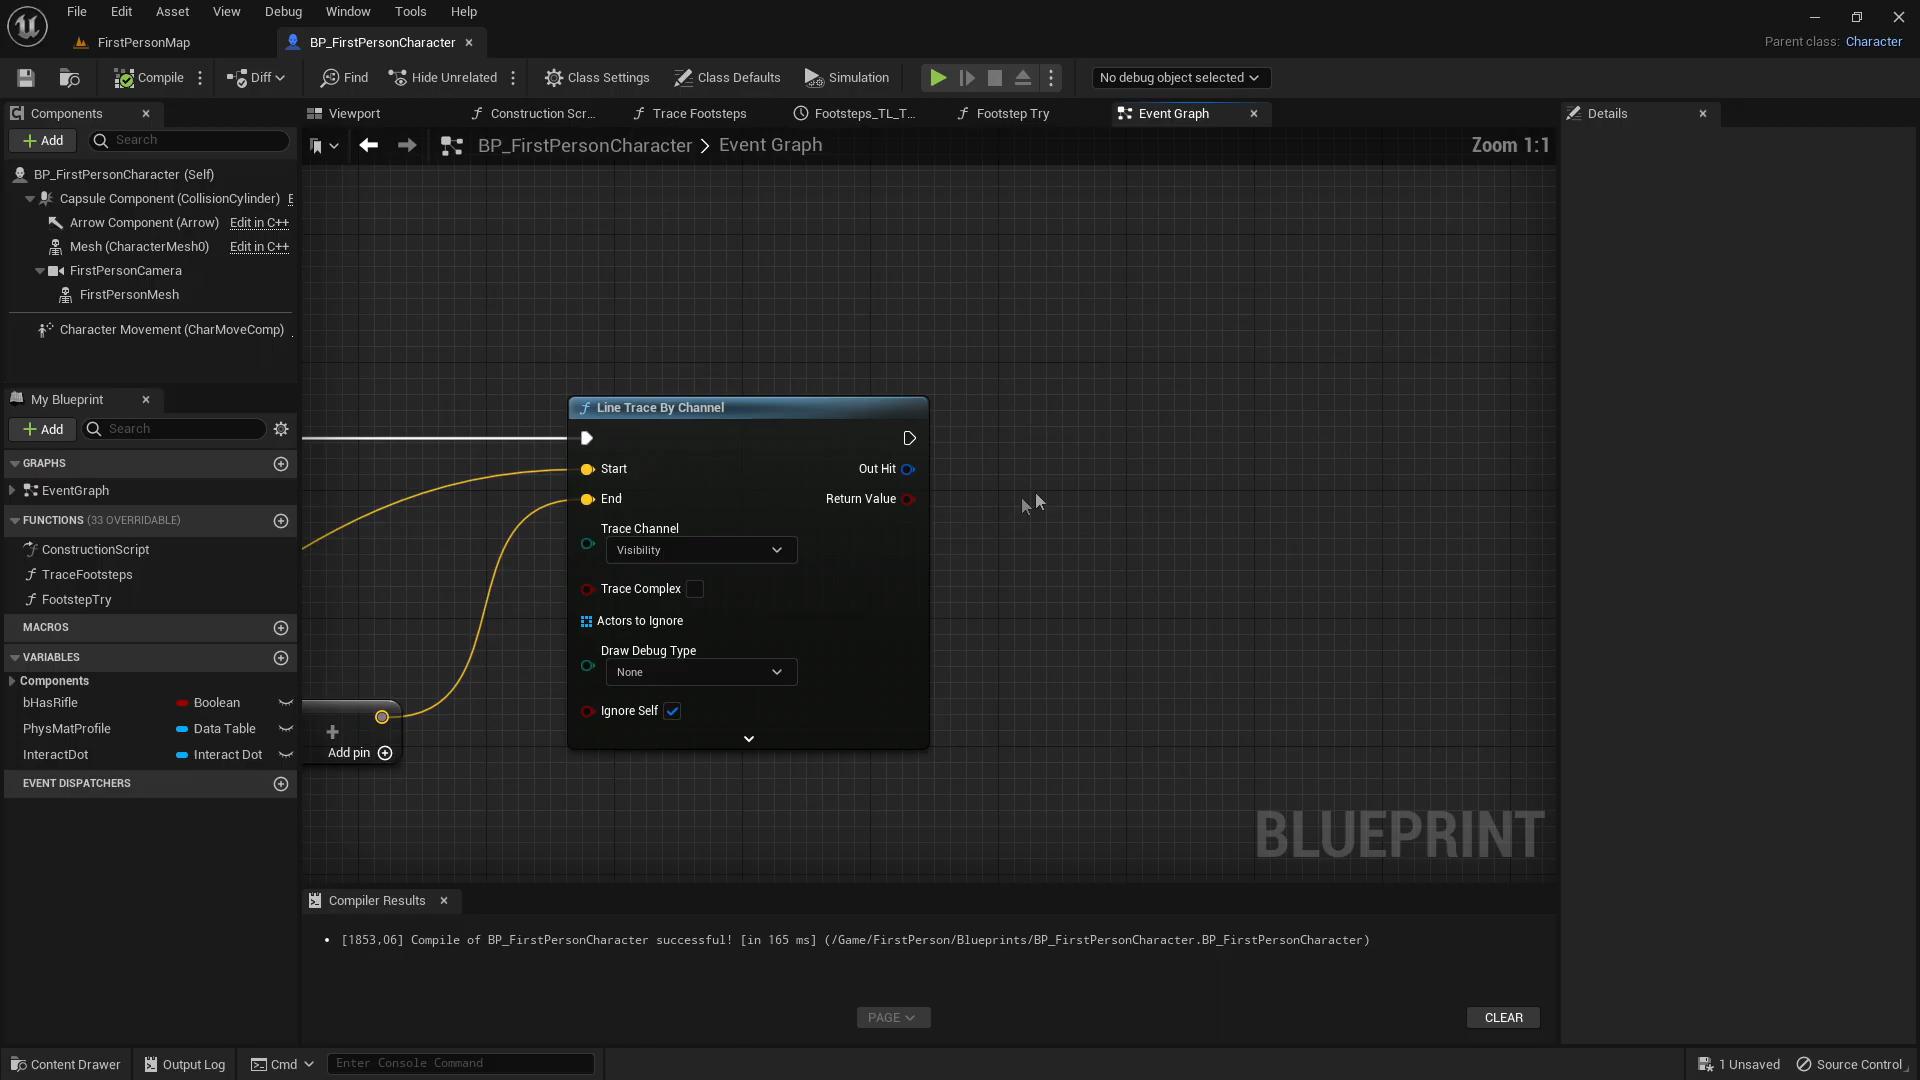 File Edit Asset View Debug Window Tools Help
FirstPersonMap
BP_FirstPersonCharacter
Parent class: Character
Compile
Diff
Find
Hide Unrelated
Class Settings
Class Defaults
Simulation
No debug object selected
Components
Add
Search
BP_FirstPersonCharacter (Self)
Capsule Component (CollisionCylinder)
Arrow Component (Arrow) Edit in C++
Mesh (CharacterMesh0) Edit in C++
FirstPersonCamera
FirstPersonMesh
Character Movement (CharMoveComp)
My Blueprint
Add
Search
GRAPHS
EventGraph
FUNCTIONS (33 OVERRIDABLE)
ConstructionScript
TraceFootsteps
FootstepTry
MACROS
VARIABLES
Components
bHasRifle Boolean
PhysMatProfile Data Table
InteractDot Interact Dot
EVENT DISPATCHERS
Viewport
Construction Scr...
Trace Footsteps
Footsteps_TL_T...
Footstep Try
Event Graph
BP_FirstPersonCharacter > Event Graph
Zoom 1:1
Line Trace By Channel
Start
Out Hit
End
Return Value
Trace Channel
Visibility
Trace Complex
Actors to Ignore
Draw Debug Type
None
Ignore Self
Add pin
BLUEPRINT
Details
Compiler Results
[1853,06] Compile of BP_FirstPersonCharacter successful! [in 165 ms] (/Game/FirstPerson/Blueprints/BP_FirstPersonCharacter.BP_FirstPersonCharacter)
PAGE
CLEAR
Content Drawer
Output Log
Cmd
Enter Console Command
1 Unsaved
Source Control